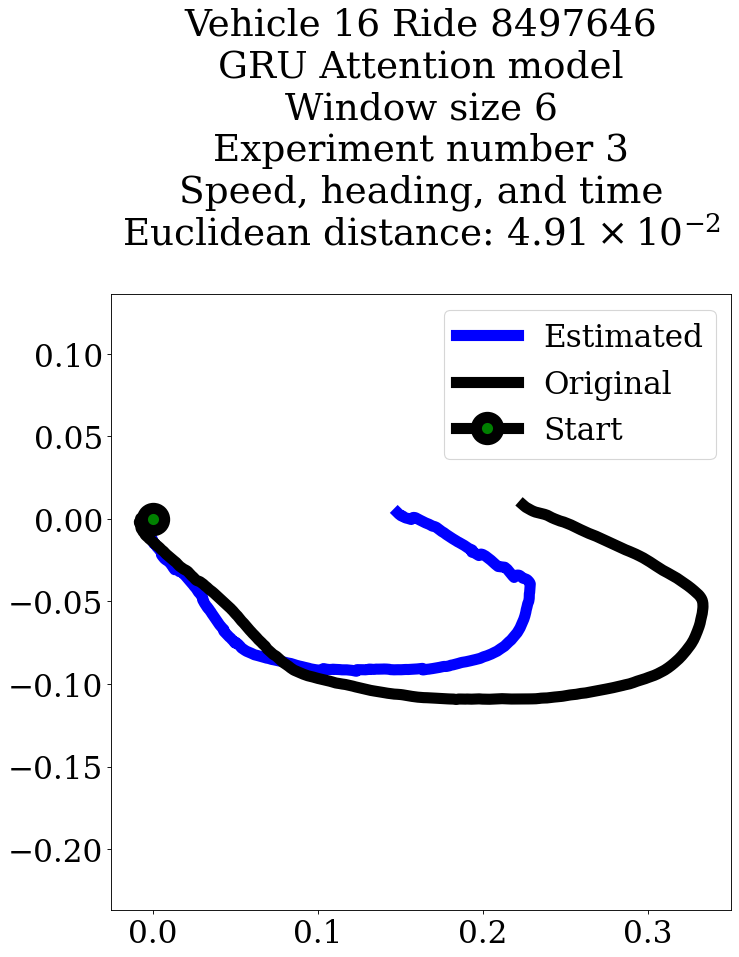 Vehicle 16 Ride 8497646
GRU Attention model
Window size 6
Experiment number 3
Speed, heading, and time
Euclidean distance: 4.91 × 10⁻²
Estimated
Original
Start
0.10
0.05
0.00
−0.05
−0.10
−0.15
−0.20
0.0 0.1 0.2 0.3